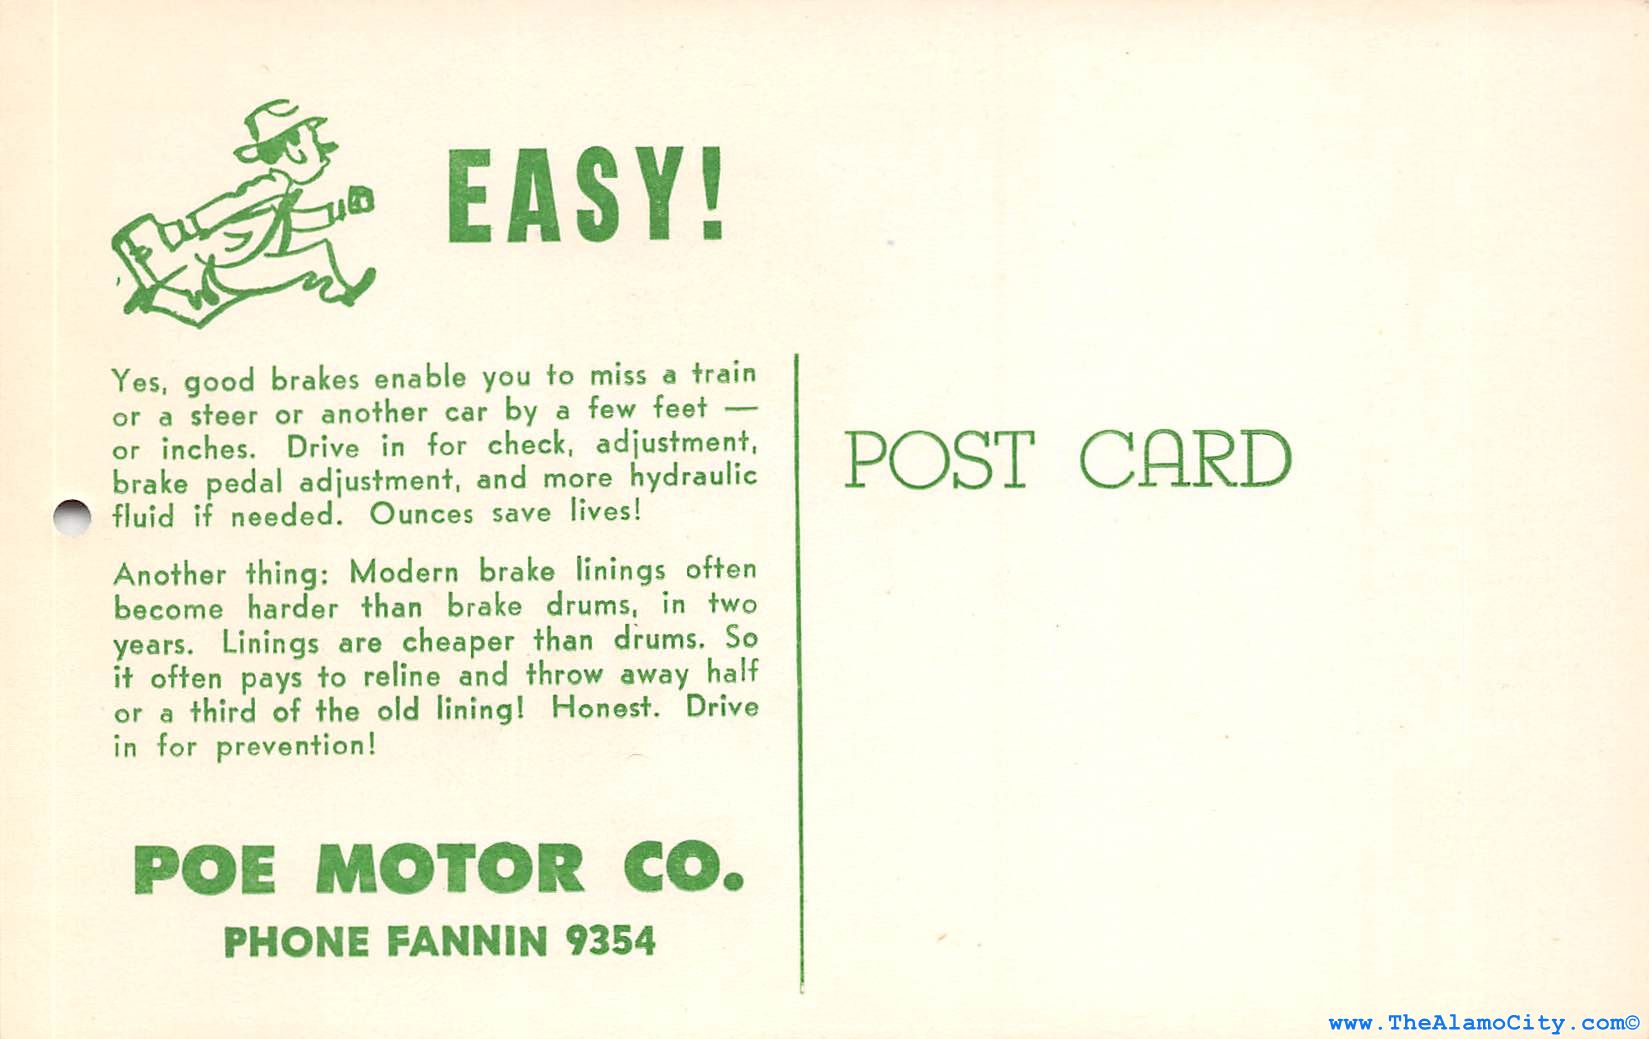 EASY!
Yes, good brakes enable you to miss a train
or a steer or another car by a few feet —
or inches. Drive in for check, adjustment,
brake pedal adjustment, and more hydraulic
fluid if needed. Ounces save lives!
Another thing: Modern brake linings often
become harder than brake drums, in two
years. Linings are cheaper than drums. So
it often pays to reline and throw away half
or a third of the old lining! Honest. Drive
in for prevention!
POE MOTOR CO.
PHONE FANNIN 9354
POST CARD
www.TheAlamoCity.com©